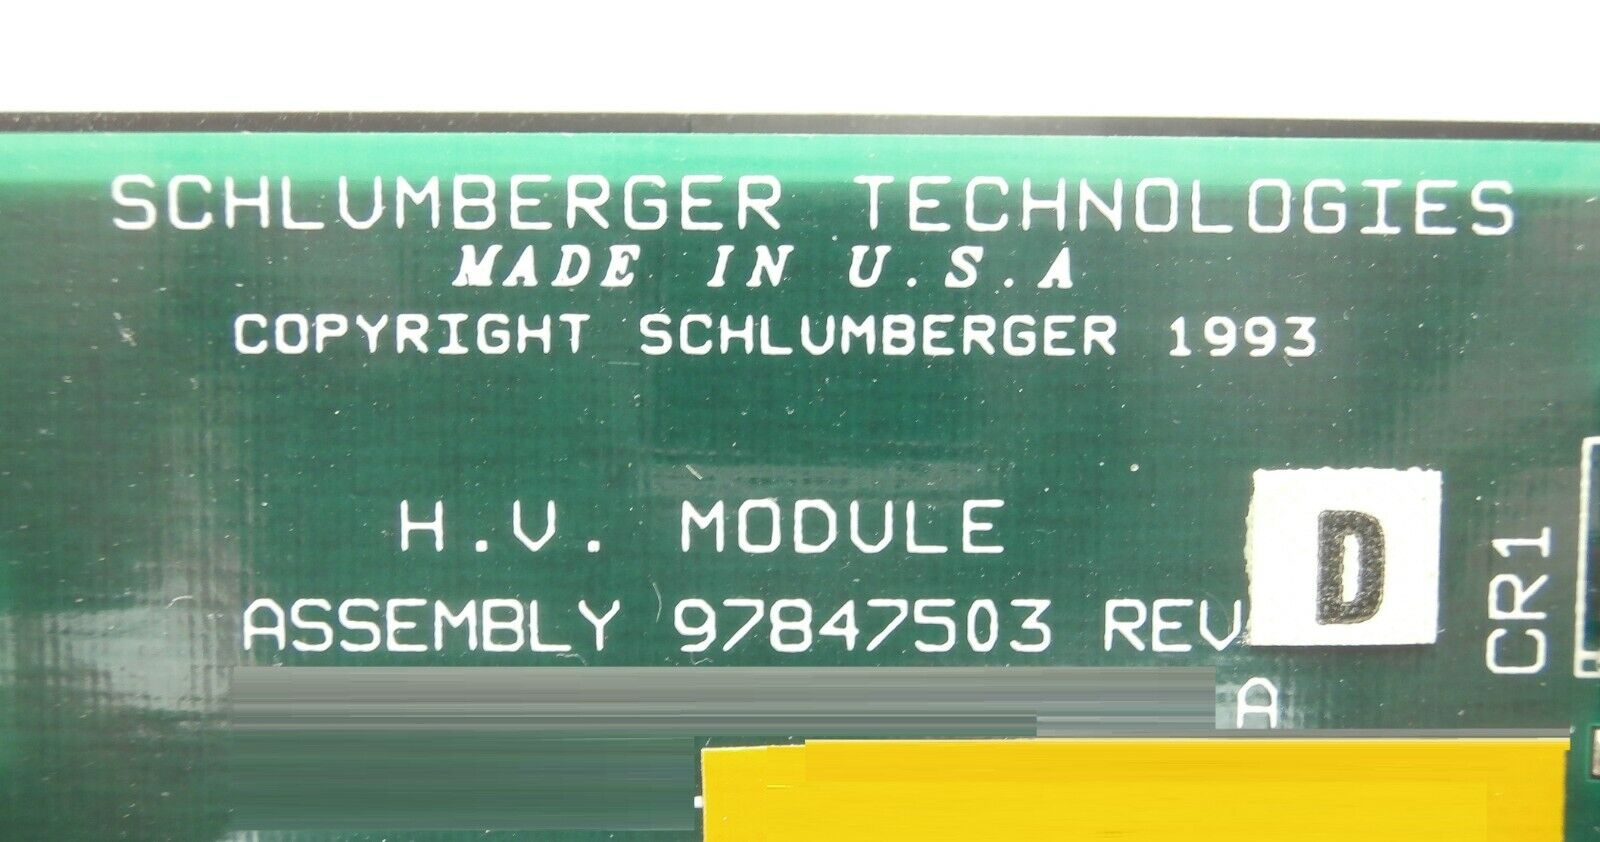 SCHLUMBERGER TECHNOLOGIES
MADE IN U.S.A
COPYRIGHT SCHLUMBERGER 1993
H.V. MODULE
ASSEMBLY 97847503 REV D
A
CR1